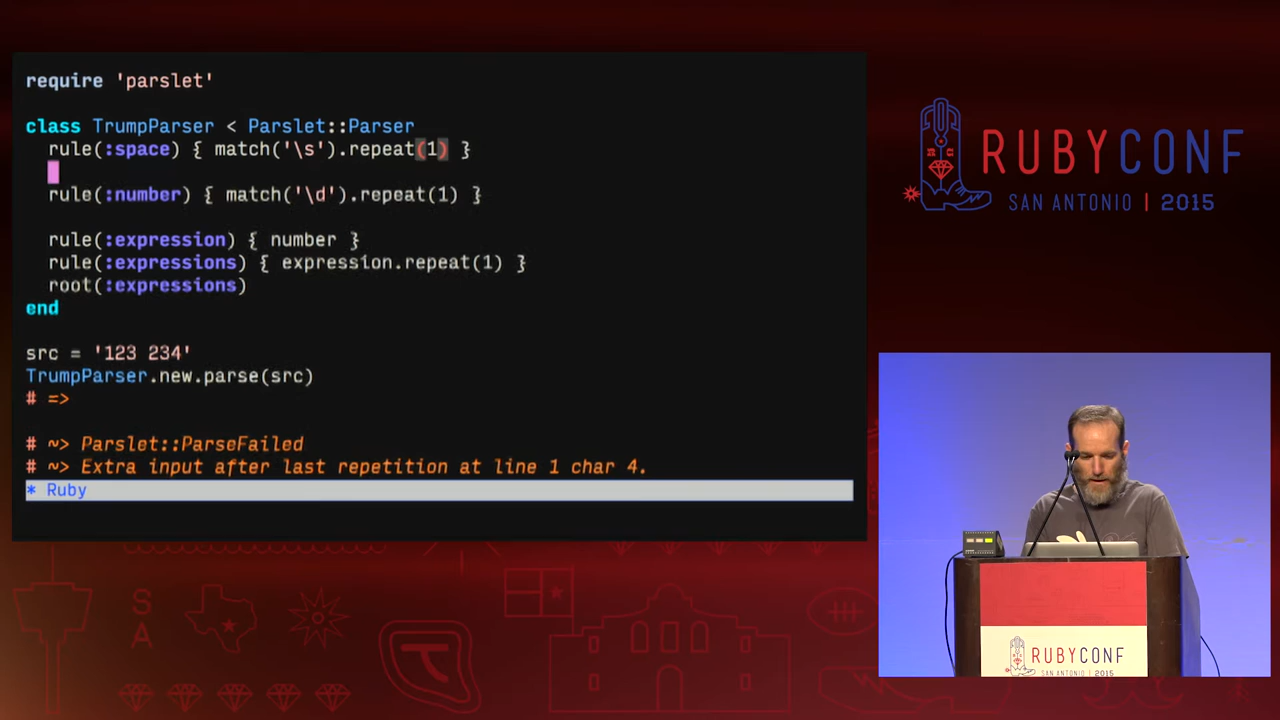 require 'parslet'
class TrumpParser < Parslet::Parser
rule(:space) { match('\s').repeat(1) }
rule(:number) { match('\d').repeat(1) }
rule(:expression) { number }
rule(:expressions) { expression.repeat(1) }
root(:expressions)
end
src = '123 234'
TrumpParser.new.parse(src)
# =>
# ~> Parslet::ParseFailed
# ~> Extra input after last repetition at line 1 char 4.
* Ruby
RUBYCONF
SAN ANTONIO | 2015
S
A
RUBYCONF
SAN ANTONIO | 2015